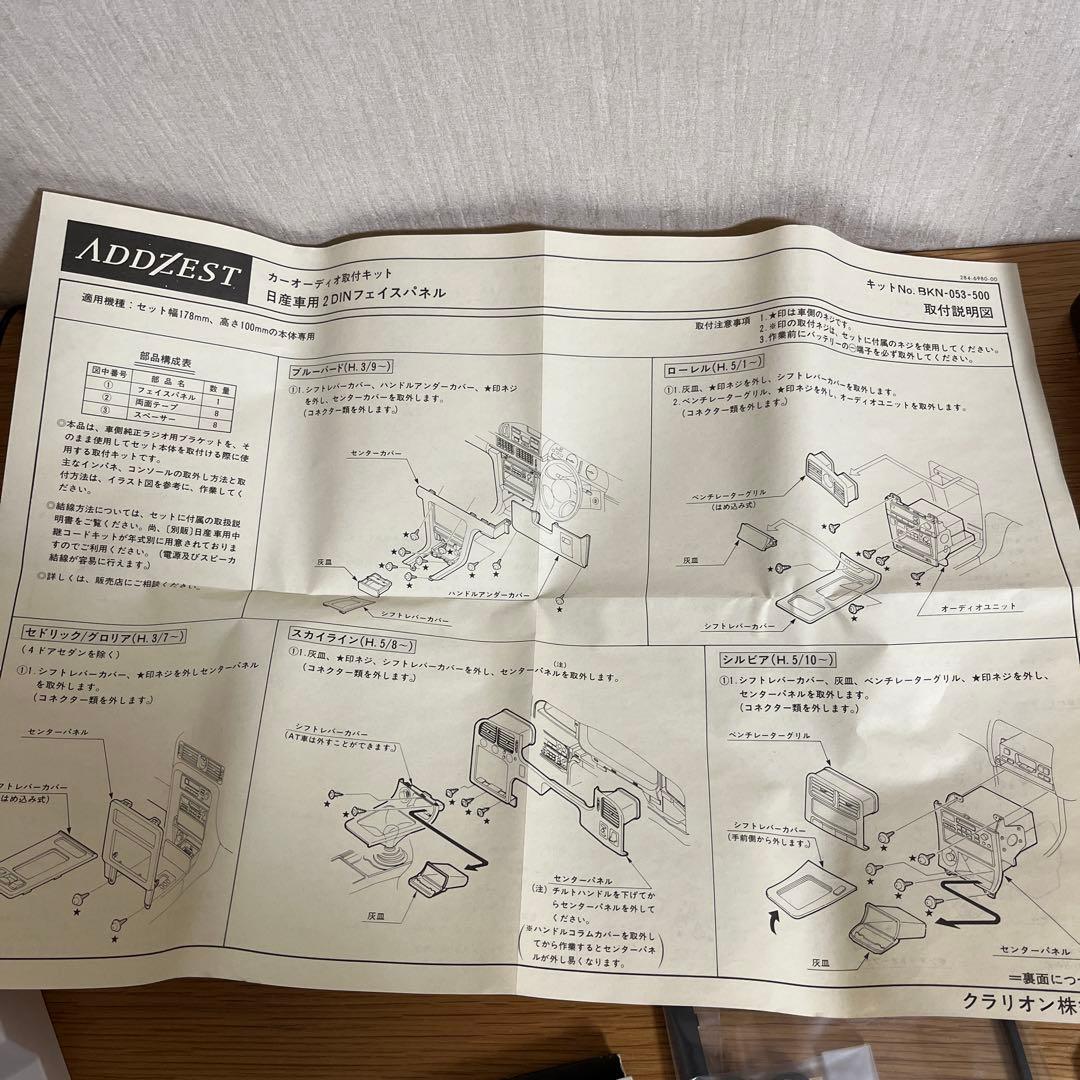 ADDZEST
カーオーディオ取付キット
日産車用2DINフェイスパネル
284-6980-00
キットNo. BKN-053-500
取付説明図
適用機種：セット幅178mm、高さ100mmの本体専用
取付注意事項
1.★印は車側のネジです。
2.※印の取付ネジは、セットに付属のネジを使用してください。
3.作業前にバッテリーの⊖端子を必ず取外してください。
部品構成表
図中番号 部品名 数量
① フェイスパネル 1
② 両面テープ 8
③ スペーサー 8
◎本品は、車側純正ラジオ用ブラケットを、そ
のまま使用してセット本体を取付ける際に使
用する取付キットです。
主なインパネ、コンソールの取外し方法と取
付方法は、イラスト図を参考に、作業してく
ださい。
◎結線方法については、セットに付属の取扱説
明書をご覧ください。尚、〔別販〕日産車用中
継コードキットが年式別に用意されておりま
すのでご利用ください。（電源及びスピーカ
結線が容易に行えます。）
◎詳しくは、販売店にご相談ください。
ブルーバード(H.3/9～)
①1.シフトレバーカバー、ハンドルアンダーカバー、★印ネジ
を外し、センターカバーを取外します。
(コネクター類を外します。)
センターカバー
灰皿
ハンドルアンダーカバー
シフトレバーカバー
★
★
★
★
★
ローレル(H.5/1～)
①1.灰皿、★印ネジを外し、シフトレバーカバーを取外します。
2.ベンチレーターグリル、★印ネジを外し、オーディオユニットを取外します。
(コネクター類を外します。)
ベンチレーターグリル
(はめ込み式)
灰皿
シフトレバーカバー
オーディオユニット
★
★
★
★
★
★
セドリック/グロリア(H.3/7～)
(4ドアセダンを除く)
①1.シフトレバーカバー、★印ネジを外しセンターパネル
を取外します。
(コネクター類を外します。)
センターパネル
フトレバーカバー
はめ込み式)
★
★
スカイライン(H.5/8～)
①1.灰皿、★印ネジ、シフトレバーカバーを外し、センターパネルを取外します。
(注)
(コネクター類を外します。)
シフトレバーカバー
(AT車は外すことができます。)
灰皿
センターパネル
(注) チルトハンドルを下げてか
らセンターパネルを外して
ください。
(※ハンドルコラムカバーを取外し
てから作業するとセンターパネ
ルが外し易くなります。)
★
★
★
★
★
シルビア(H.5/10～)
①1.シフトレバーカバー、灰皿、ベンチレーターグリル、★印ネジを外し、
センターパネルを取外します。
(コネクター類を外します。)
ベンチレーターグリル
シフトレバーカバー
(手前側から外します。)
灰皿
センターパネル
★
★
★
★
＝裏面につ
クラリオン株